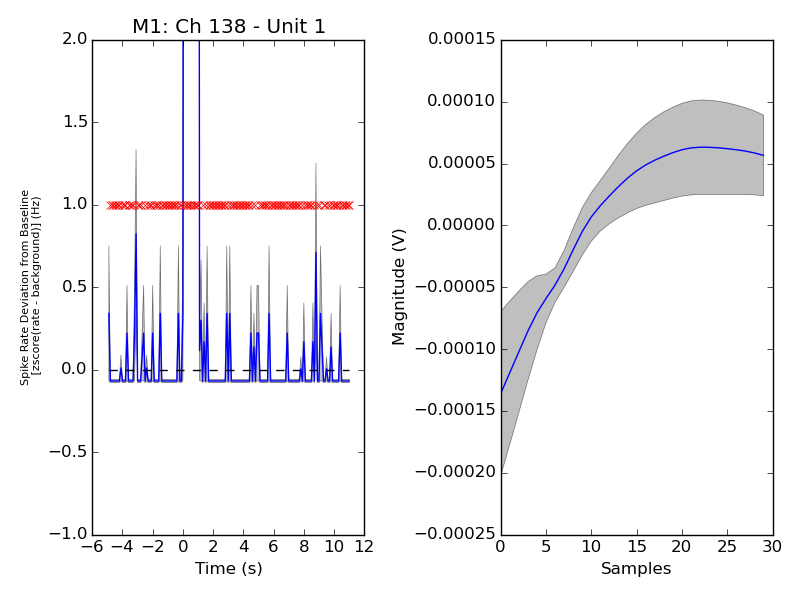 M1: Ch 138 - Unit 1
2.0
1.5
1.0
0.5
0.0
−0.5
−1.0
−6 −4 −2 0 2 4 6 8 10 12
Time (s)
Spike Rate Deviation from Baseline
[zscore(rate - background)] (Hz)
0.00015
0.00010
0.00005
0.00000
−0.00005
−0.00010
−0.00015
−0.00020
−0.00025
0 5 10 15 20 25 30
Samples
Magnitude (V)